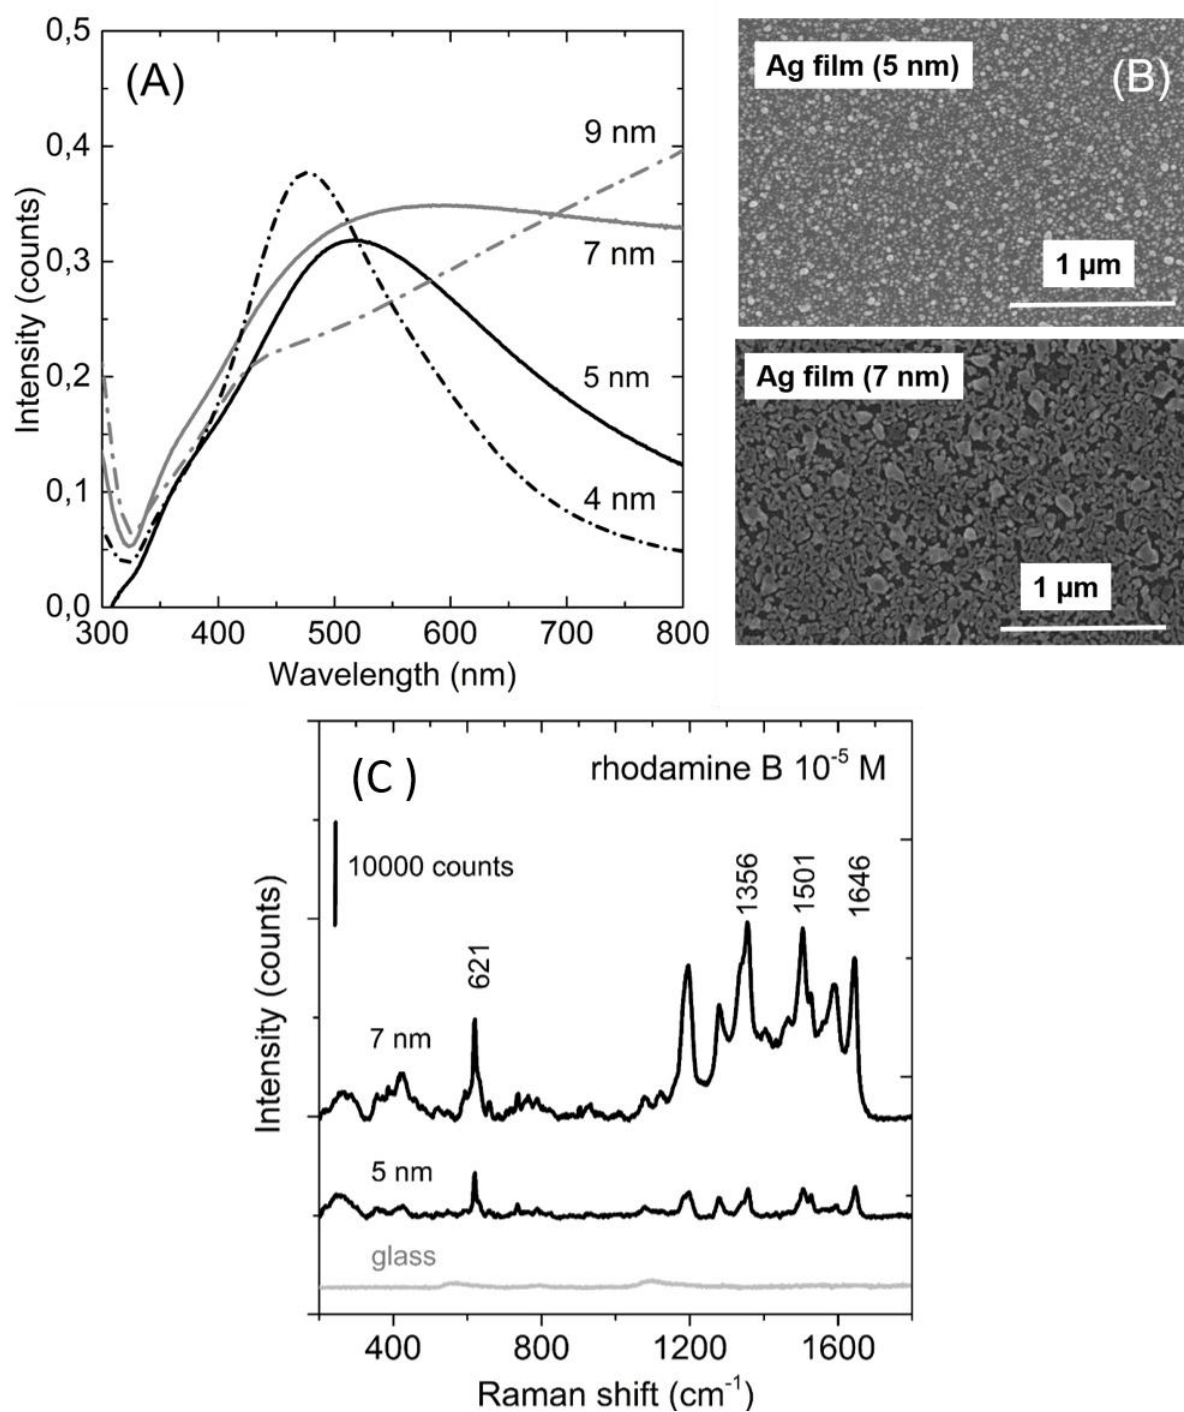 (A)
0,5
0,4
0,3
0,2
0,1
0,0
Intensity (counts)
9 nm
7 nm
5 nm
4 nm
300 400 500 600 700 800
Wavelength (nm)
Ag film (5 nm)
(B)
1 µm
Ag film (7 nm)
1 µm
(C )
rhodamine B 10⁻⁵ M
10000 counts
621
1356
1501
1646
7 nm
5 nm
glass
Intensity (counts)
400 800 1200 1600
Raman shift (cm⁻¹)